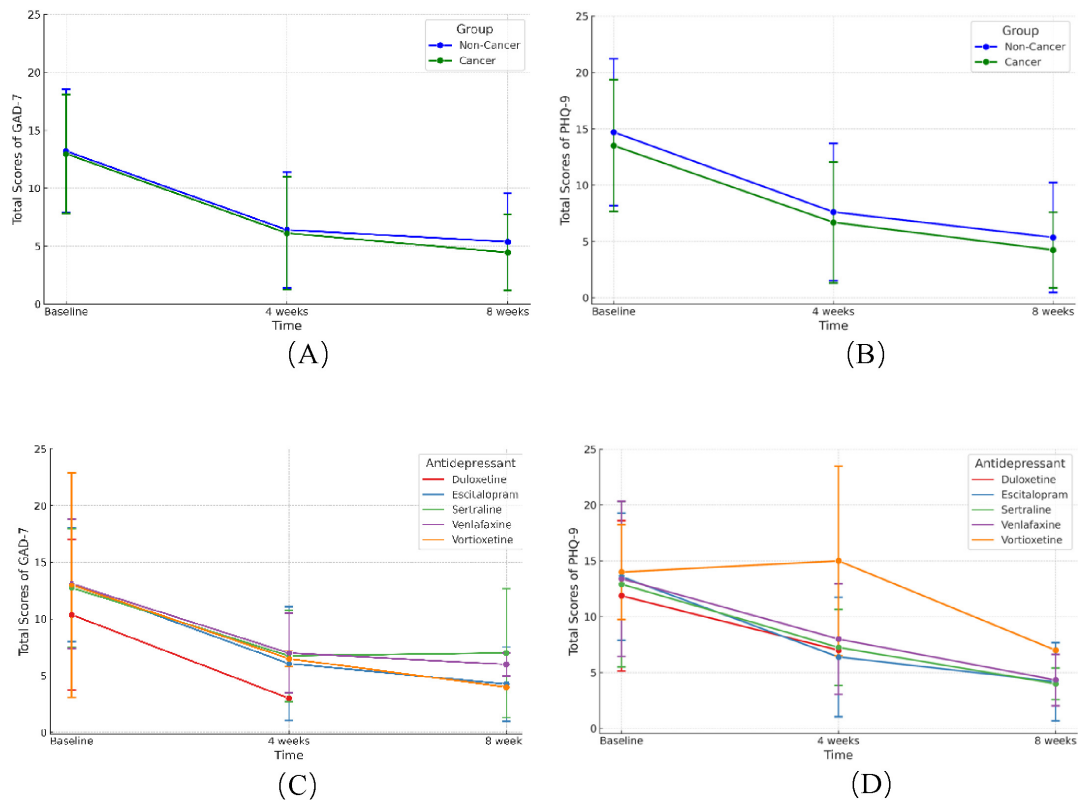 25
20
15
10
5
0
Total Scores of GAD-7
Group
Non-Cancer
Cancer
Baseline
4 weeks
8 weeks
Time
(A)
25
20
15
10
5
0
Total Scores of PHQ-9
Group
Non-Cancer
Cancer
Baseline
4 weeks
8 weeks
Time
(B)
25
20
15
10
5
0
Total Scores of GAD-7
Antidepressant
Duloxetine
Escitalopram
Sertraline
Venlafaxine
Vortioxetine
Baseline
4 weeks
8 week
Time
(C)
25
20
15
10
5
0
Total Scores of PHQ-9
Antidepressant
Duloxetine
Escitalopram
Sertraline
Venlafaxine
Vortioxetine
Baseline
4 weeks
8 weeks
Time
(D)